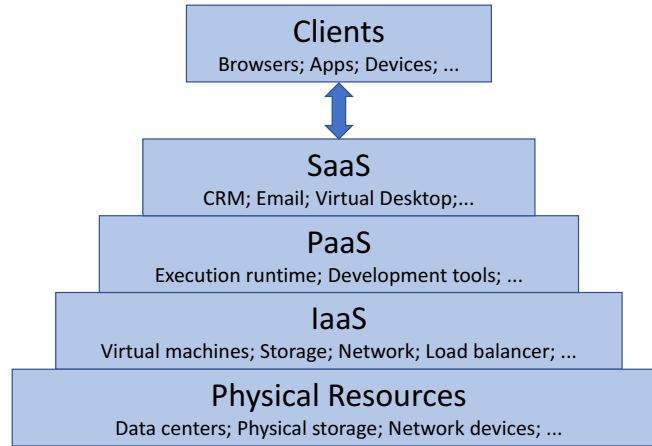 Clients
Browsers; Apps; Devices; ...
SaaS
CRM; Email; Virtual Desktop;...
PaaS
Execution runtime; Development tools; ...
IaaS
Virtual machines; Storage; Network; Load balancer; ...
Physical Resources
Data centers; Physical storage; Network devices; ...